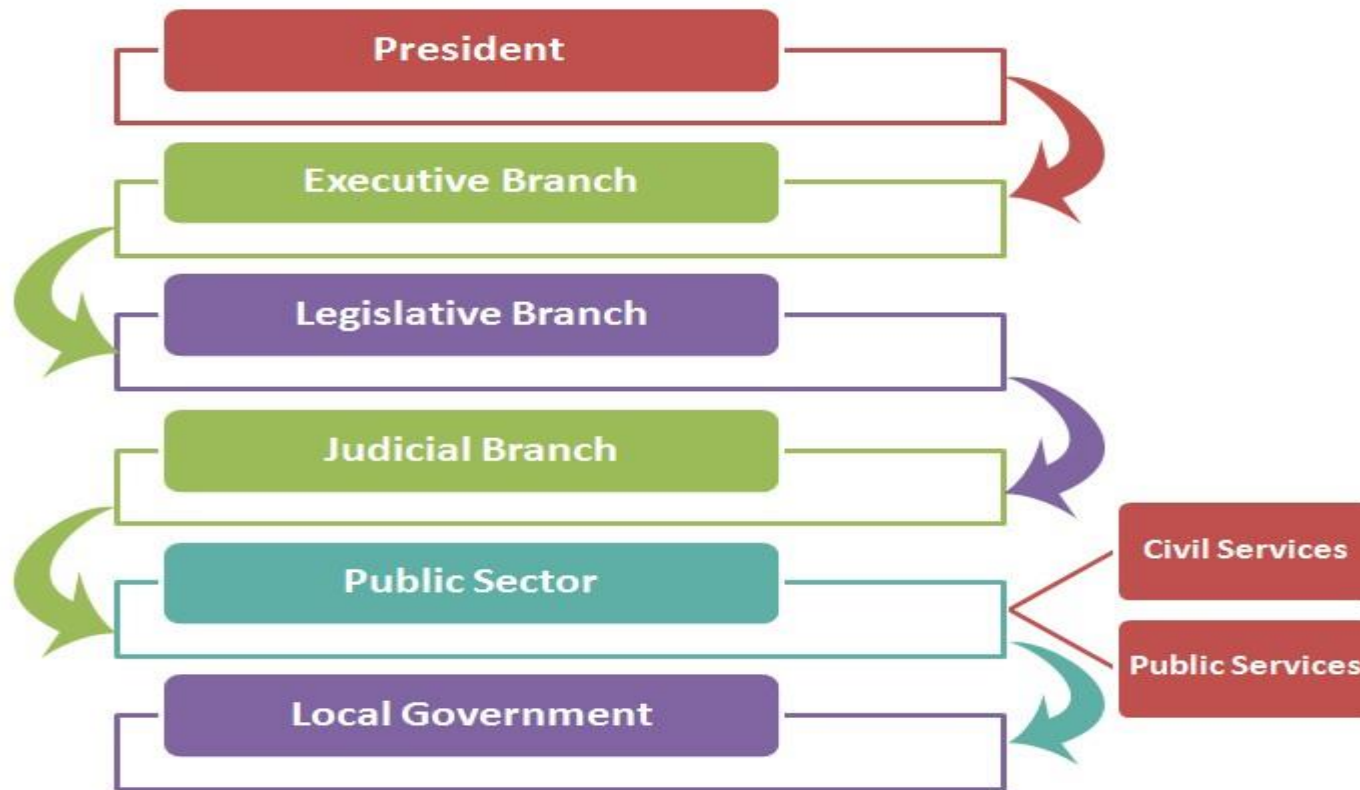 President
Executive Branch
Legislative Branch
Judicial Branch
Public Sector
Civil Services
Public Services
Local Government